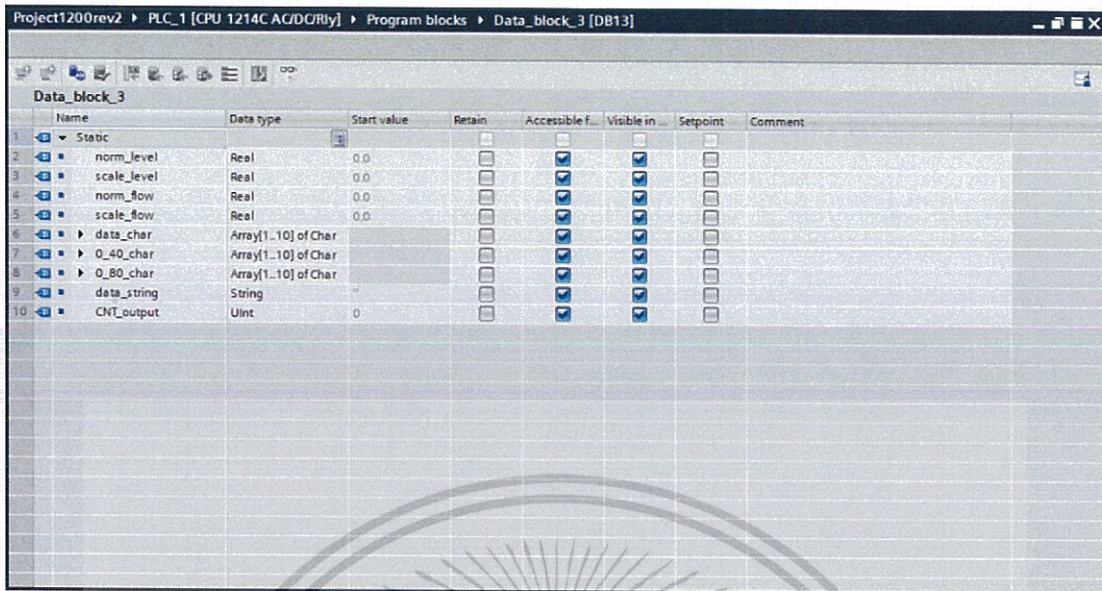 Project1200rev2 ▸ PLC_1 [CPU 1214C AC/DC/Rly] ▸ Program blocks ▸ Data_block_3 [DB13]
Data_block_3
Name Data type Start value Retain Accessible f... Visible in ... Setpoint Comment
1 Static
2 norm_level Real 0.0
3 scale_level Real 0.0
4 norm_flow Real 0.0
5 scale_flow Real 0.0
6 data_char Array[1..10] of Char
7 0_40_char Array[1..10] of Char
8 0_80_char Array[1..10] of Char
9 data_string String ''
10 CNT_output UInt 0